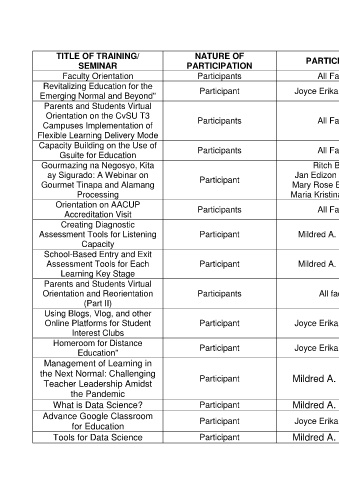 TITLE OF TRAINING/ SEMINAR NATURE OF PARTICIPATION
Faculty Orientation Participants All
Revitalizing Education for the
Emerging Normal and Beyond" Participant Joyce Erika
Parents and Students Virtual
Orientation on the CvSU T3
Campuses Implementation of
Flexible Learning Delivery Mode Participants All
Capacity Building on the Use of
Gsuite for Education Participants All
Gourmazing na Negosyo, Kita
ay Sigurado: A Webinar on
Gourmet Tinapa and Alamang
Processing Participant Ritch
Jan Edizon
Mary Rose
Maria
Orientation on AACUP
Accreditation Visit Participants All
Creating Diagnostic
Assessment Tools for Listening
Capacity Participant Mildred A.
School-Based Entry and Exit
Assessment Tools for Each
Learning Key Stage Participant Mildred A.
Parents and Students Virtual
Orientation and Reorientation
(Part II) Participants All
Using Blogs, Vlog, and other
Online Platforms for Student
Interest Clubs Participant Joyce Erika
Homeroom for Distance
Education" Participant Joyce Erika
Management of Learning in
the Next Normal: Challenging
Teacher Leadership Amidst
the Pandemic Participant Mildred A.
What is Data Science? Participant Mildred A.
Advance Google Classroom
for Education Participant Joyce Erika
Tools for Data Science Participant Mildred A.